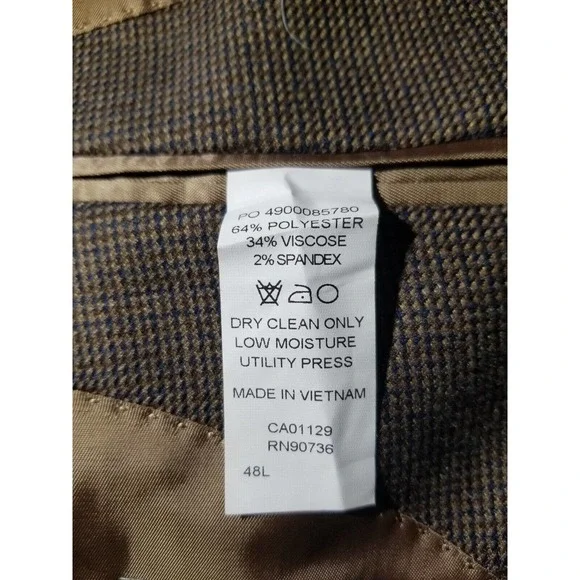 PO 4900085780
64% POLYESTER
34% VISCOSE
2% SPANDEX
DRY CLEAN ONLY
LOW MOISTURE
UTILITY PRESS
MADE IN VIETNAM
CA01129
RN90736
48L